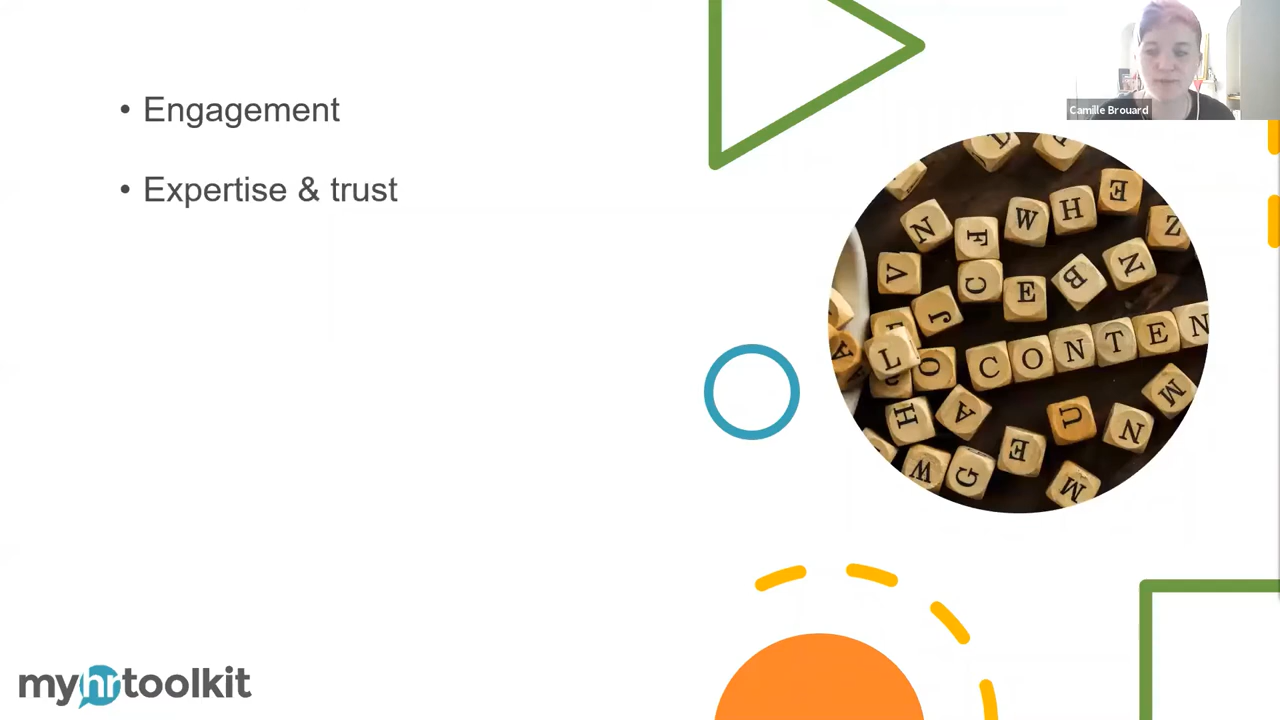 • Engagement
• Expertise & trust
Camille Brouard
N F W H E Z
V C E B N
J
L O C O N T E N
H A U N M
W G E M
myhrtoolkit